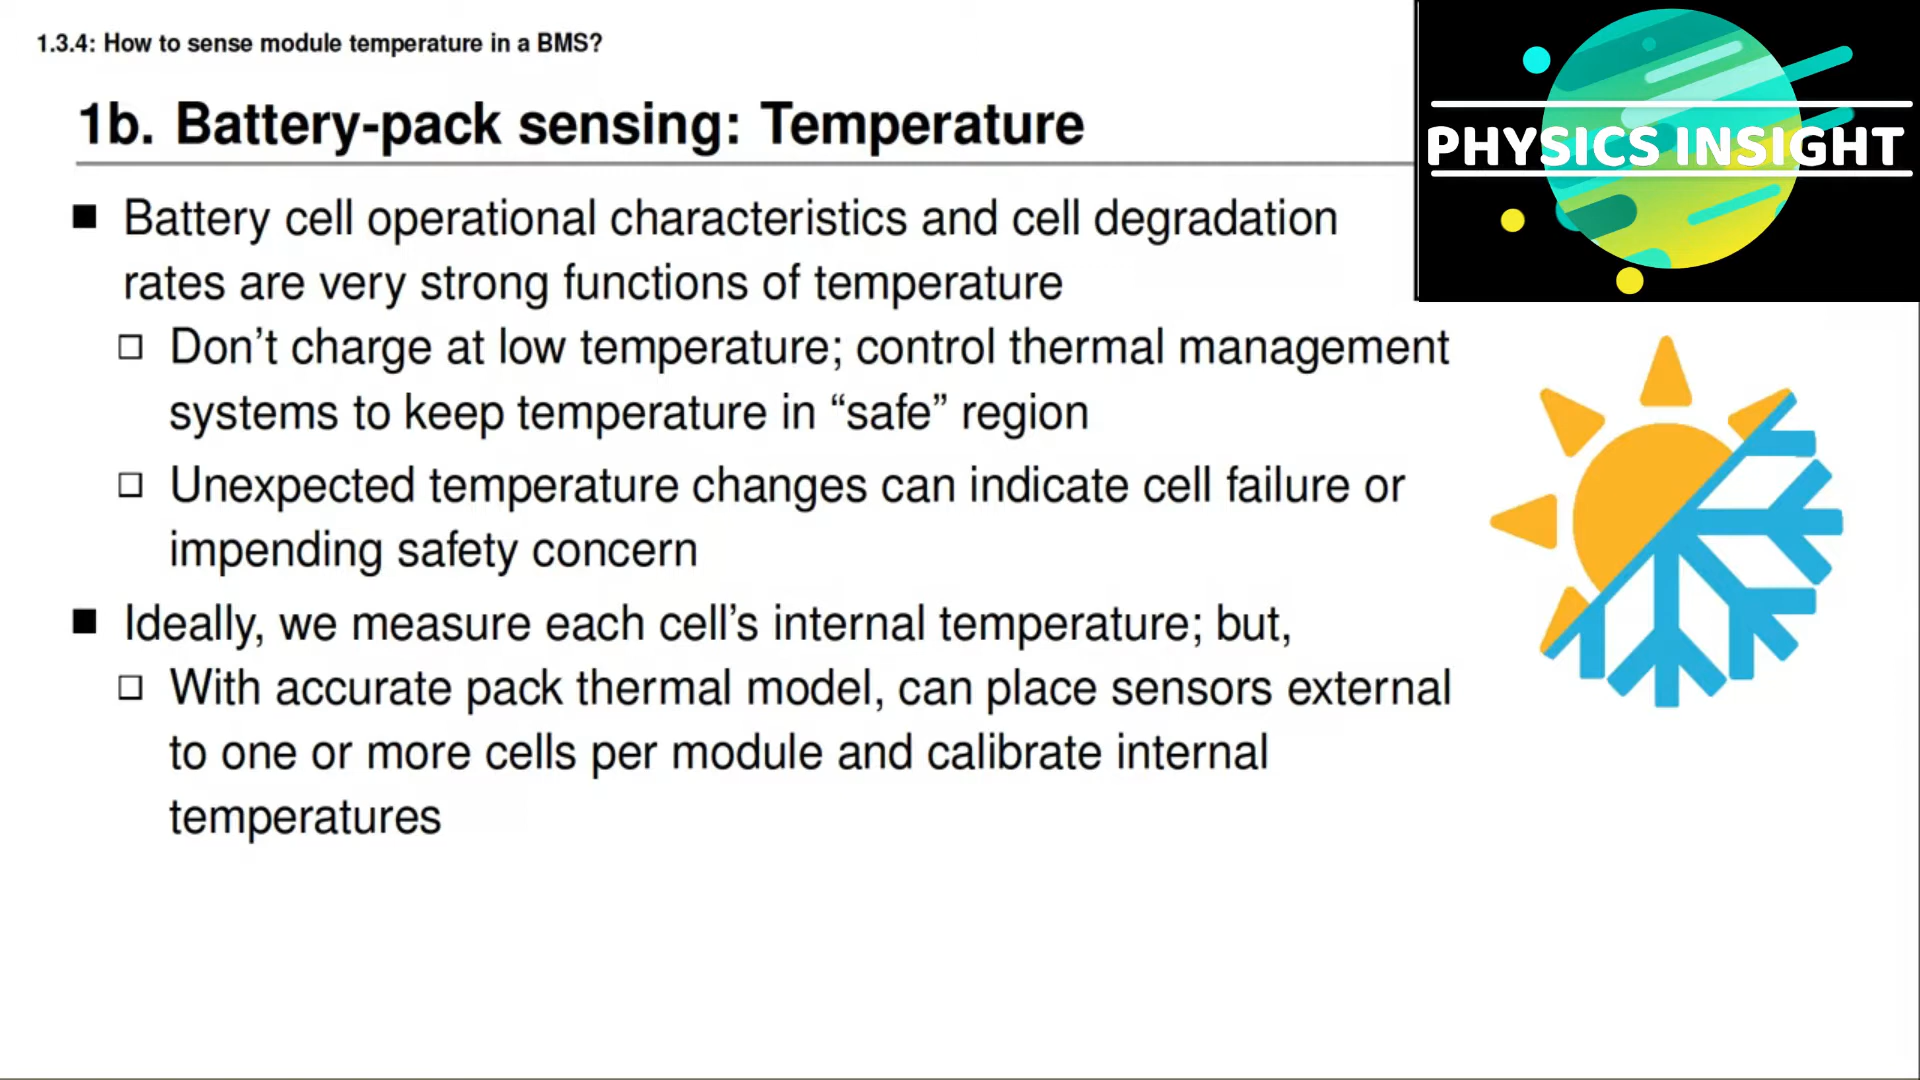 1.3.4: How to sense module temperature in a BMS?
1b. Battery-pack sensing: Temperature
PHYSICS INSIGHT
Battery cell operational characteristics and cell degradation
rates are very strong functions of temperature
Don’t charge at low temperature; control thermal management
systems to keep temperature in “safe” region
Unexpected temperature changes can indicate cell failure or
impending safety concern
Ideally, we measure each cell’s internal temperature; but,
With accurate pack thermal model, can place sensors external
to one or more cells per module and calibrate internal
temperatures